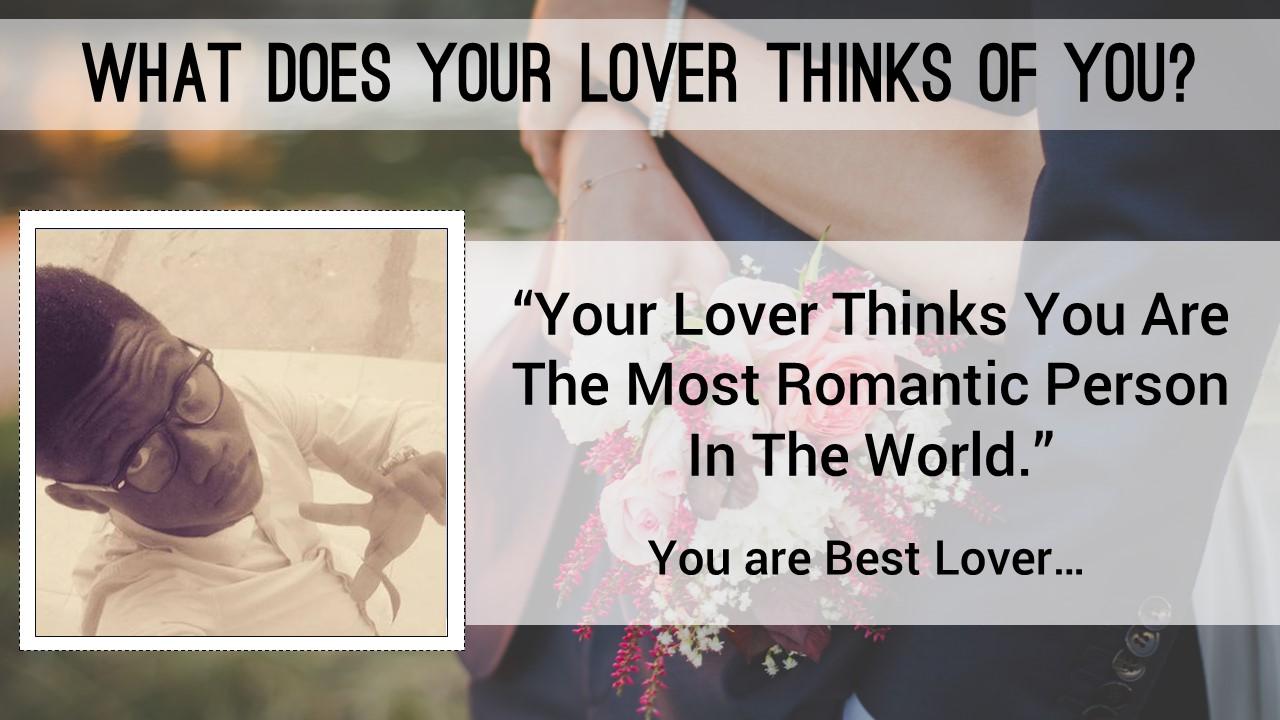 WHAT DOES YOUR LOVER THINKS OF YOU?
“Your Lover Thinks You Are
The Most Romantic Person
In The World.”
You are Best Lover...